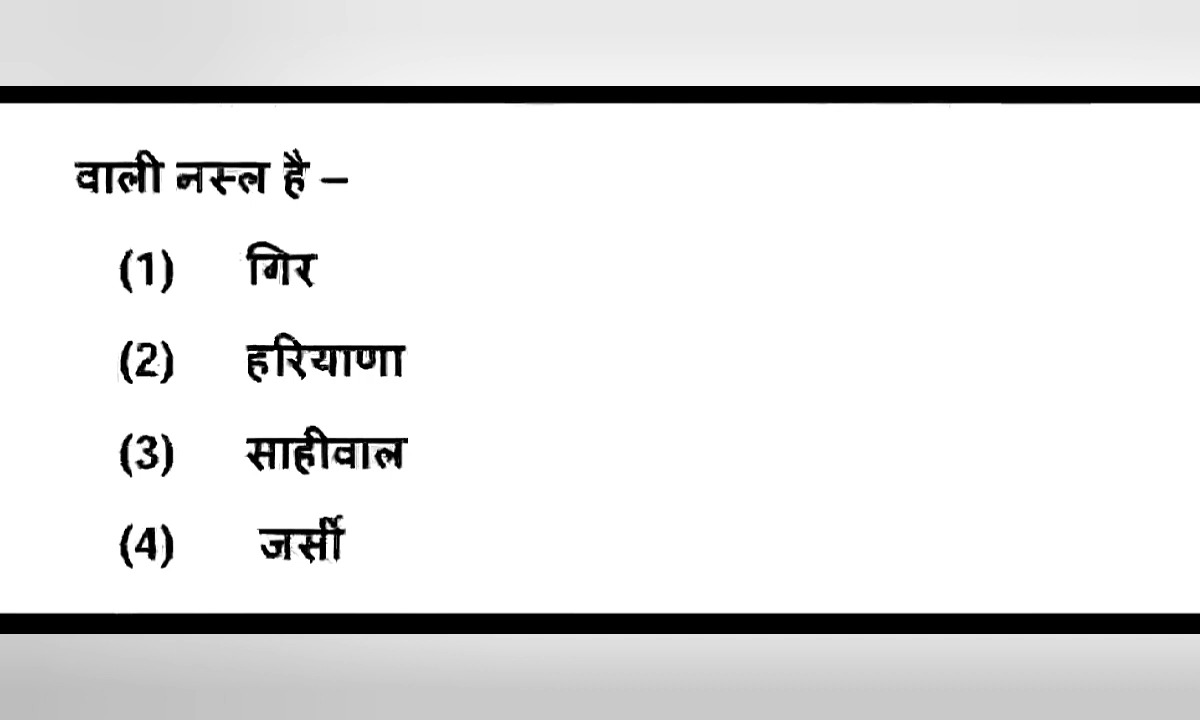 वाली नस्ल है –
(1) गिर
(2) हरियाणा
(3) साहीवाल
(4) जर्सी